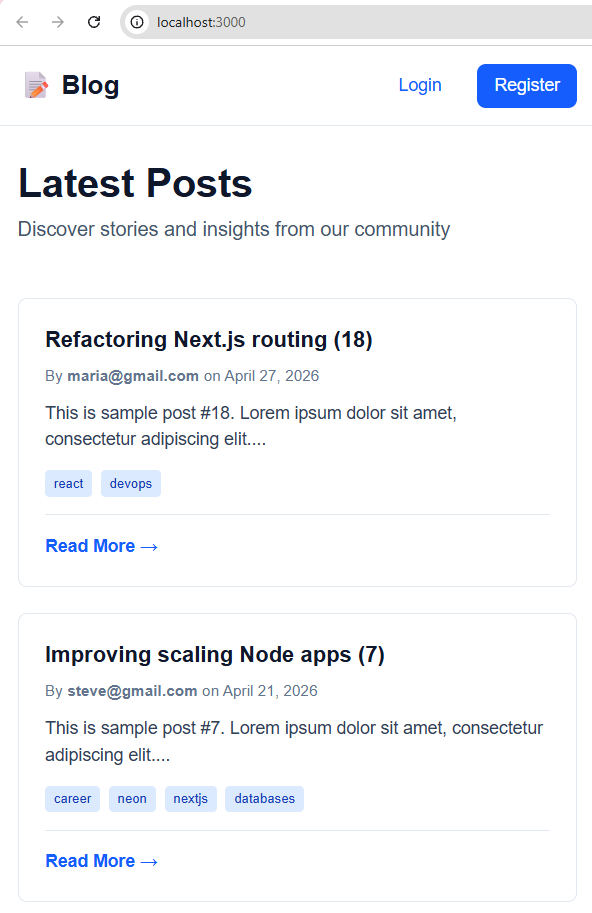 localhost:3000
Blog
Login
Register
Latest Posts
Discover stories and insights from our community
Refactoring Next.js routing (18)
By maria@gmail.com on April 27, 2026
This is sample post #18. Lorem ipsum dolor sit amet,
consectetur adipiscing elit....
react devops
Read More →
Improving scaling Node apps (7)
By steve@gmail.com on April 21, 2026
This is sample post #7. Lorem ipsum dolor sit amet, consectetur
adipiscing elit....
career neon nextjs databases
Read More →